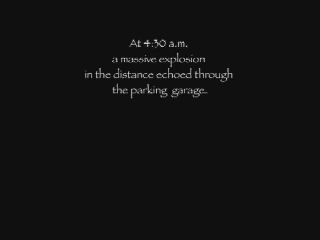 At 4:30 a.m.
a massive explosion
in the distance echoed through
the parking garage.